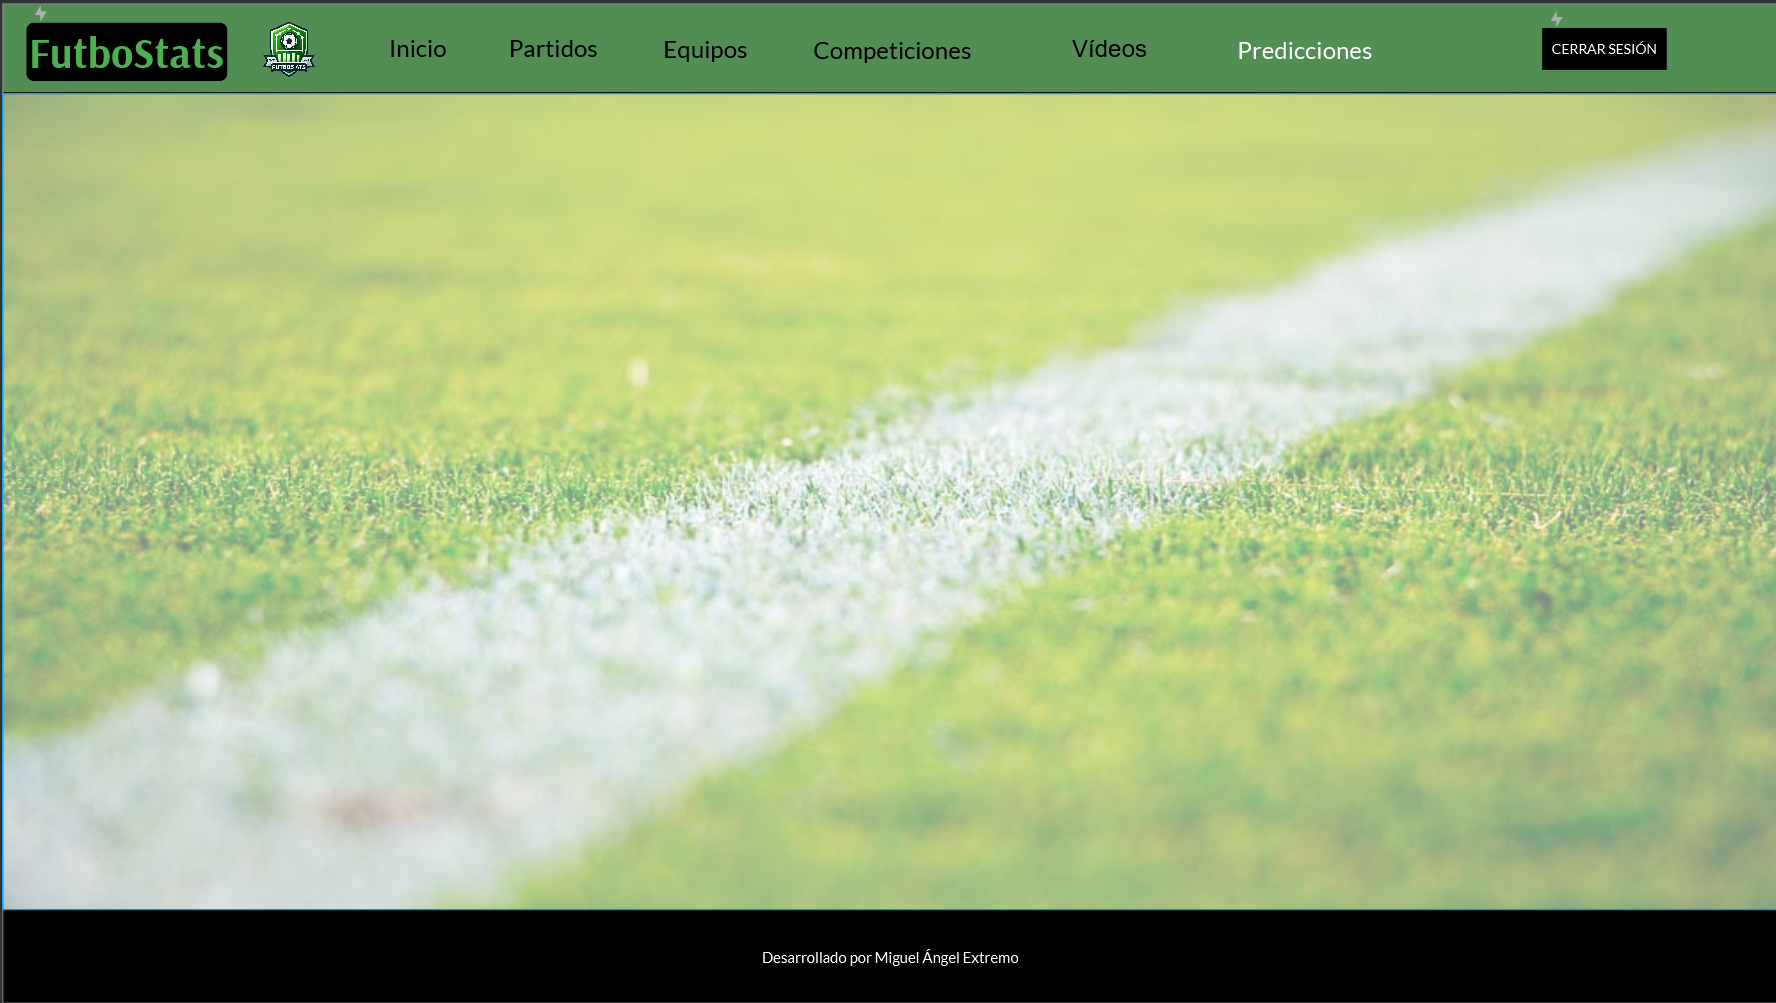 FutboStats
FUTBOSTATS
Inicio
Partidos
Equipos
Competiciones
Vídeos
Predicciones
CERRAR SESIÓN
Desarrollado por Miguel Ángel Extremo